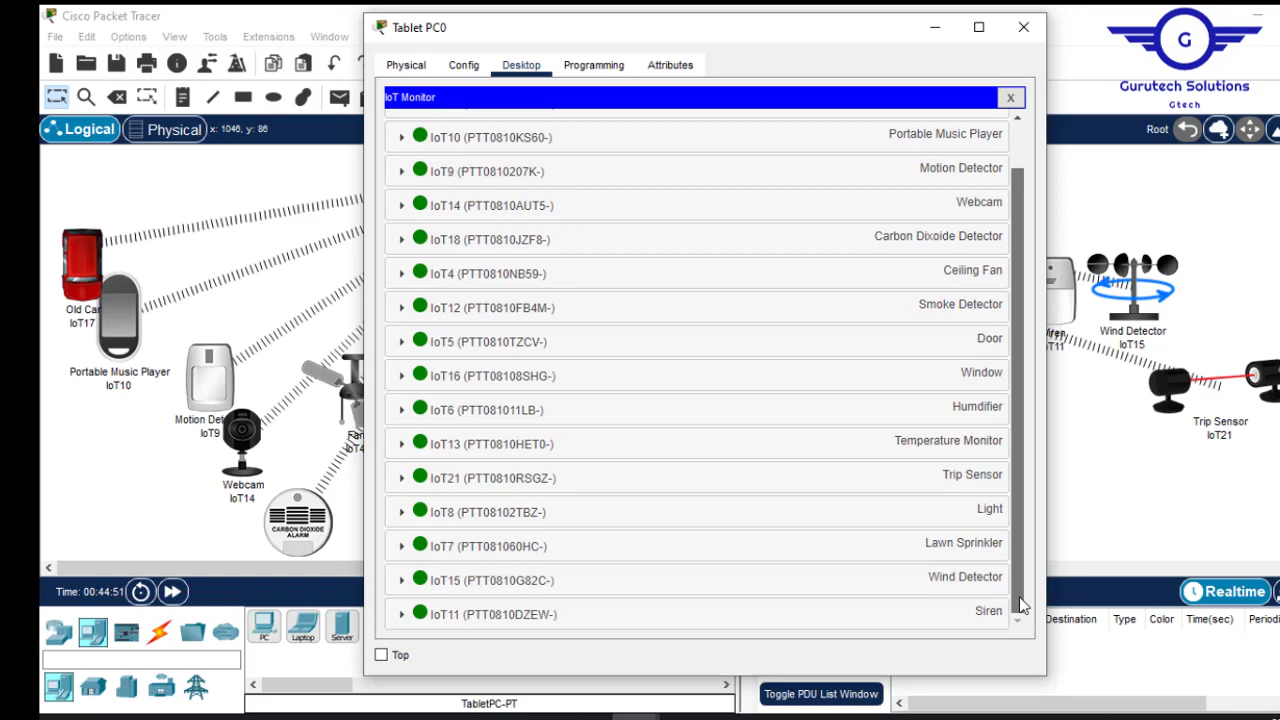 Cisco Packet Tracer
File Edit Options View Tools Extensions Window
Logical Physical x: 1046, y: 86
Root
G
Gurutech Solutions
Gtech
Tablet PC0
Physical Config Desktop Programming Attributes
IoT Monitor X
IoT10 (PTT0810KS60-) Portable Music Player
IoT9 (PTT0810207K-) Motion Detector
IoT14 (PTT0810AUT5-) Webcam
IoT18 (PTT0810JZF8-) Carbon Dixoide Detector
IoT4 (PTT0810NB59-) Ceiling Fan
IoT12 (PTT0810FB4M-) Smoke Detector
IoT5 (PTT0810TZCV-) Door
IoT16 (PTT08108SHG-) Window
IoT6 (PTT081011LB-) Humdifier
IoT13 (PTT0810HET0-) Temperature Monitor
IoT21 (PTT0810RSGZ-) Trip Sensor
IoT8 (PTT08102TBZ-) Light
IoT7 (PTT081060HC-) Lawn Sprinkler
IoT15 (PTT0810G82C-) Wind Detector
IoT11 (PTT0810DZEW-) Siren
Top
Old Car
IoT17
Portable Music Player
IoT10
Motion Det
IoT9
Webcam
IoT14
CARBON DIOXIDE
ALARM
Wind Detector
IoT15
Trip Sensor
IoT21
Time: 00:44:51
Realtime
PC Laptop Server
TabletPC-PT
Toggle PDU List Window
Destination Type Color Time(sec) Periodi